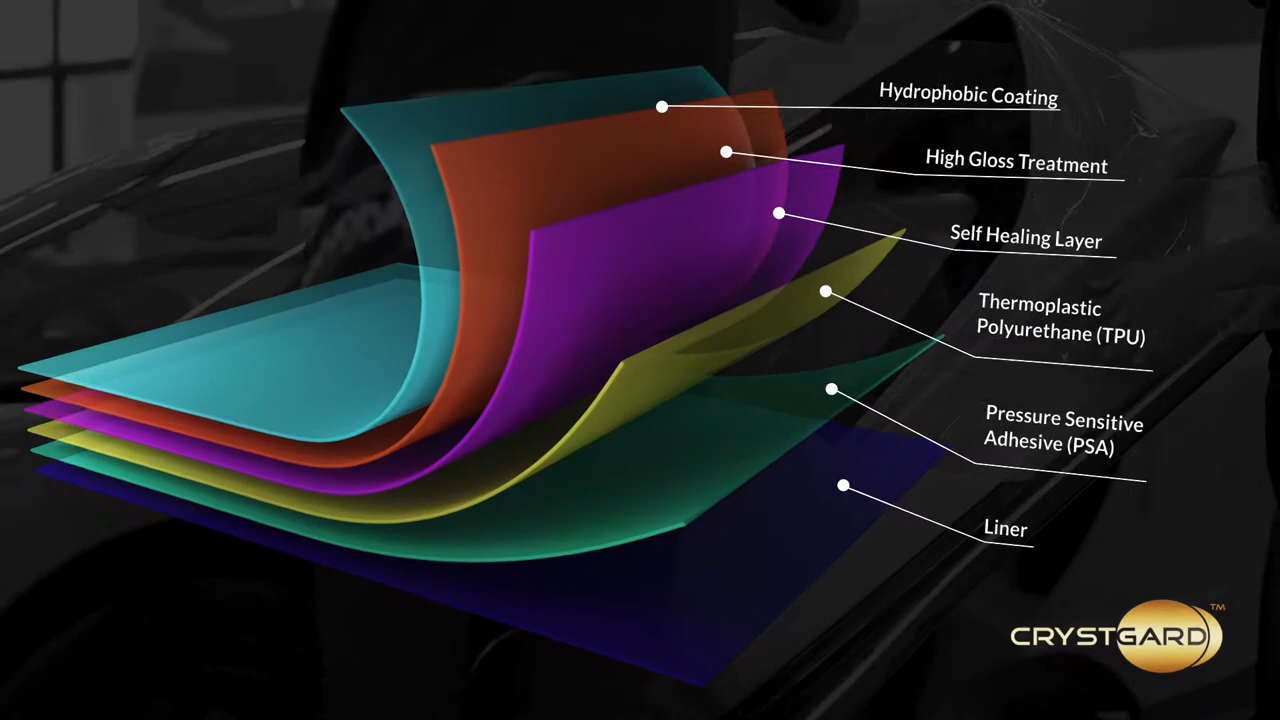 Hydrophobic Coating
High Gloss Treatment
Self Healing Layer
Thermoplastic
Polyurethane (TPU)
Pressure Sensitive
Adhesive (PSA)
Liner
CRYSTGARD TM